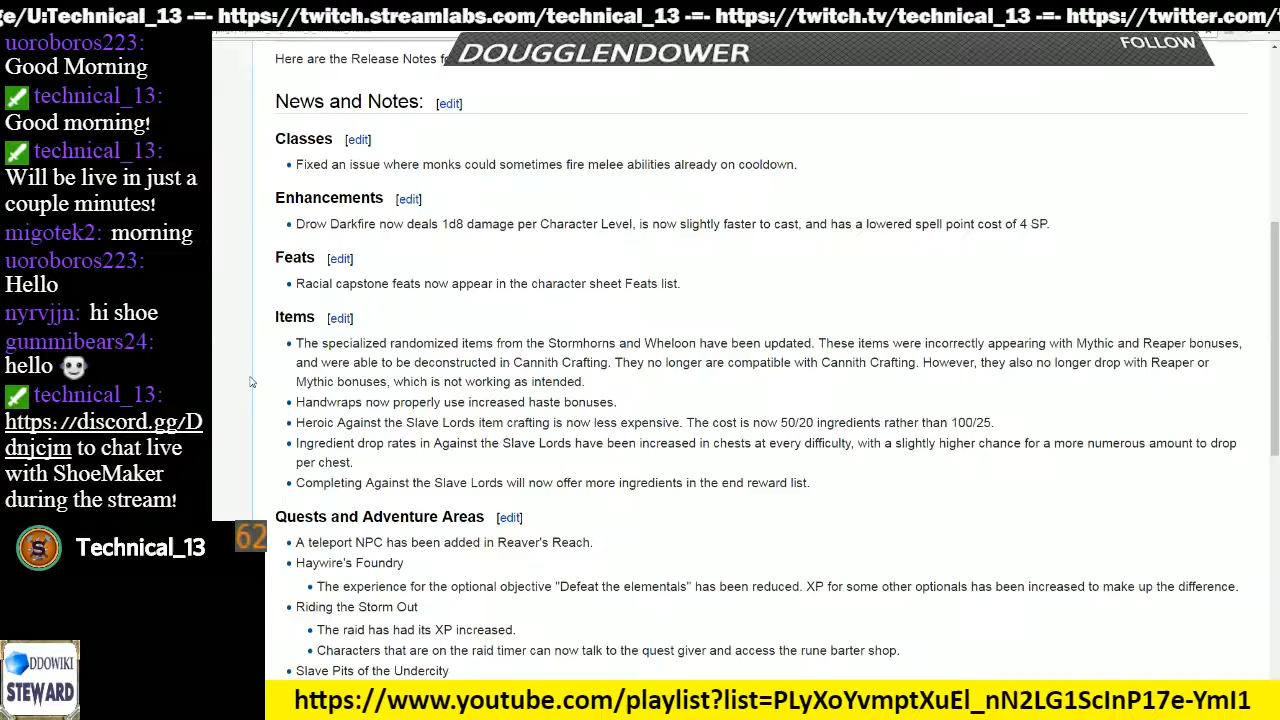 e/U:Technical_13 -=- https://twitch.streamlabs.com/technical_13 -=- https://twitch.tv/technical_13 -=- https://twitter.com/
uoroboros223:
Good Morning
technical_13:
Good morning!
technical_13:
Will be live in just a
couple minutes!
migotek2: morning
uoroboros223:
Hello
nyrvjjn: hi shoe
gummibears24:
hello
technical_13:
https://discord.gg/D
dnjcjm to chat live
with ShoeMaker
during the stream!
Technical_13
62
DDOWIKI
STEWARD
DOUGGLENDOWER
FOLLOW
Here are the Release Notes f
News and Notes: [edit]
Classes [edit]
Fixed an issue where monks could sometimes fire melee abilities already on cooldown.
Enhancements [edit]
Drow Darkfire now deals 1d8 damage per Character Level, is now slightly faster to cast, and has a lowered spell point cost of 4 SP.
Feats [edit]
Racial capstone feats now appear in the character sheet Feats list.
Items [edit]
The specialized randomized items from the Stormhorns and Wheloon have been updated. These items were incorrectly appearing with Mythic and Reaper bonuses,
and were able to be deconstructed in Cannith Crafting. They no longer are compatible with Cannith Crafting. However, they also no longer drop with Reaper or
Mythic bonuses, which is not working as intended.
Handwraps now properly use increased haste bonuses.
Heroic Against the Slave Lords item crafting is now less expensive. The cost is now 50/20 ingredients rather than 100/25.
Ingredient drop rates in Against the Slave Lords have been increased in chests at every difficulty, with a slightly higher chance for a more numerous amount to drop
per chest.
Completing Against the Slave Lords will now offer more ingredients in the end reward list.
Quests and Adventure Areas [edit]
A teleport NPC has been added in Reaver's Reach.
Haywire's Foundry
The experience for the optional objective "Defeat the elementals" has been reduced. XP for some other optionals has been increased to make up the difference.
Riding the Storm Out
The raid has had its XP increased.
Characters that are on the raid timer can now talk to the quest giver and access the rune barter shop.
Slave Pits of the Undercity
https://www.youtube.com/playlist?list=PLyXoYvmptXuEl_nN2LG1ScInP17e-YmI1